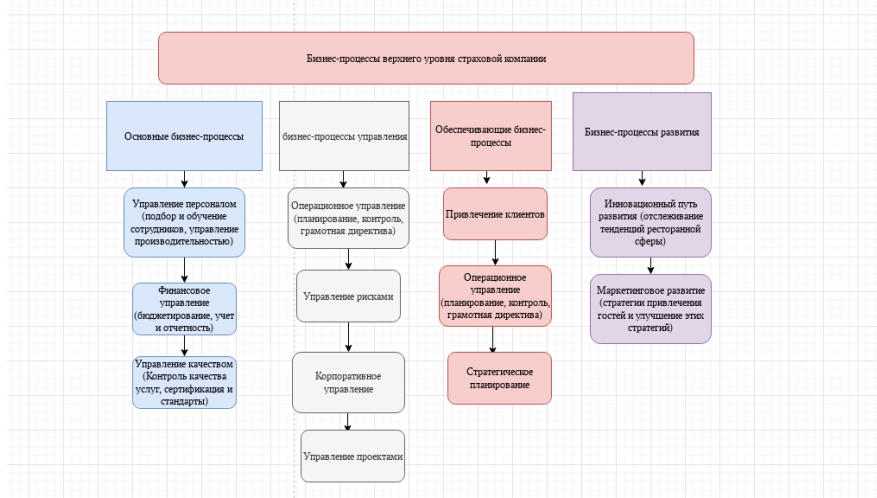 Бизнес-процессы верхнего уровня страховой компании
Основные бизнес-процессы
Управление персоналом
(подбор и обучение
сотрудников, управление
производительностью)
Финансовое
управление
(бюджетирование, учет
и отчетность)
Управление качеством
(Контроль качества
услуг, сертификация и
стандарты)
бизнес-процессы управления
Операционное управление
(планирование, контроль,
грамотная директива)
Управление рисками
Корпоративное
управление
Управление проектами
Обеспечивающие бизнес-
процессы
Привлечение клиентов
Операционное
управление
(планирование, контроль,
грамотная директива)
Стратегическое
планирование
Бизнес-процессы развития
Инновационный путь
развития (отслеживание
тенденций ресторанной
сферы)
Маркетинговое развитие
(стратегии привлечения
гостей и улучшение этих
стратегий)